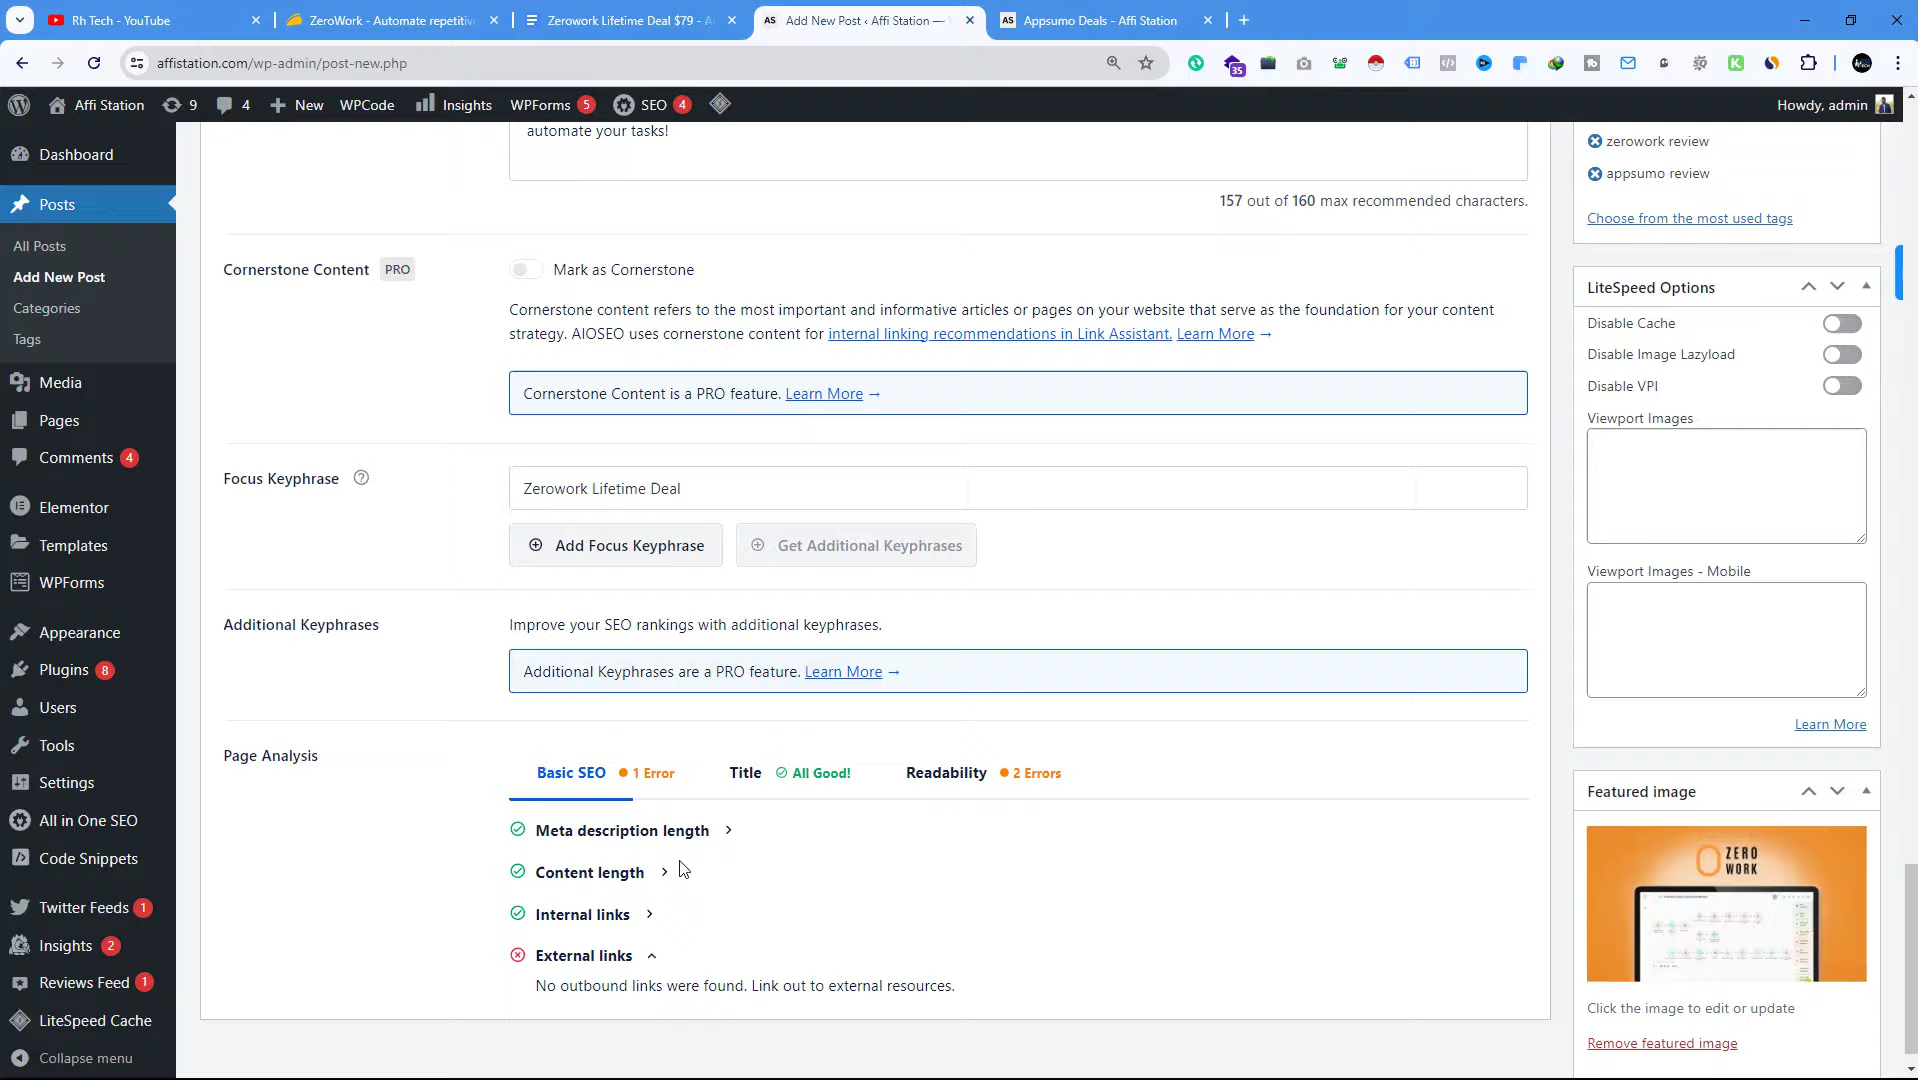 Rh Tech - YouTube
ZeroWork - Automate repetitiv
Zerowork Lifetime Deal $79 - A
AS Add New Post ‹ Affi Station —
AS Appsumo Deals - Affi Station
affistation.com/wp-admin/post-new.php
35
Affi Station
9
4
New
WPCode
Insights
WPForms 5
SEO 4
Howdy, admin
Dashboard
Posts
All Posts
Add New Post
Categories
Tags
Media
Pages
Comments 4
Elementor
Templates
WPForms
Appearance
Plugins 8
Users
Tools
Settings
All in One SEO
Code Snippets
Twitter Feeds 1
Insights 2
Reviews Feed 1
LiteSpeed Cache
Collapse menu
automate your tasks!
157 out of 160 max recommended characters.
Cornerstone Content PRO
Mark as Cornerstone
Cornerstone content refers to the most important and informative articles or pages on your website that serve as the foundation for your content
strategy. AIOSEO uses cornerstone content for internal linking recommendations in Link Assistant. Learn More →
Cornerstone Content is a PRO feature. Learn More →
Focus Keyphrase
Zerowork Lifetime Deal
Add Focus Keyphrase
Get Additional Keyphrases
Additional Keyphrases
Improve your SEO rankings with additional keyphrases.
Additional Keyphrases are a PRO feature. Learn More →
Page Analysis
Basic SEO 1 Error
Title All Good!
Readability 2 Errors
Meta description length
Content length
Internal links
External links
No outbound links were found. Link out to external resources.
zerowork review
appsumo review
Choose from the most used tags
LiteSpeed Options
Disable Cache
Disable Image Lazyload
Disable VPI
Viewport Images
Viewport Images - Mobile
Learn More
Featured image
ZERO
WORK
Click the image to edit or update
Remove featured image